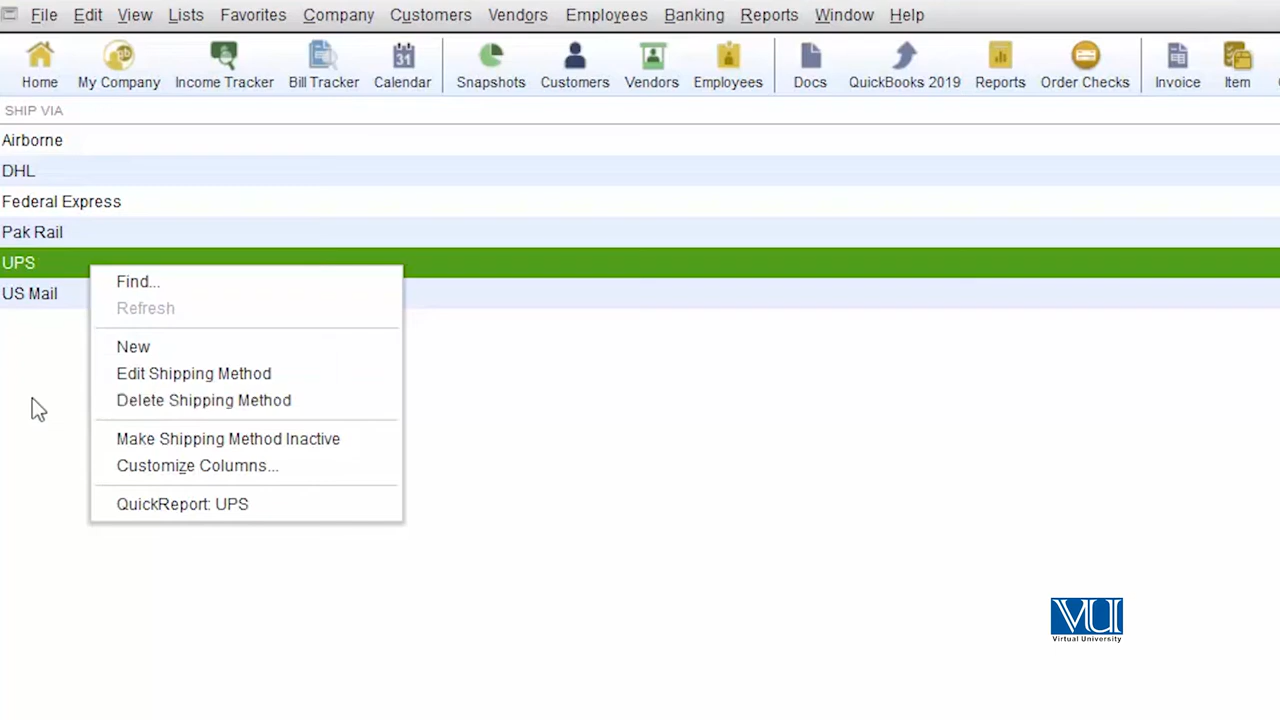 File Edit View Lists Favorites Company Customers Vendors Employees Banking Reports Window Help
Home My Company Income Tracker Bill Tracker Calendar Snapshots Customers Vendors Employees Docs QuickBooks 2019 Reports Order Checks Invoice Item
SHIP VIA
Airborne
DHL
Federal Express
Pak Rail
UPS
US Mail
Find...
Refresh
New
Edit Shipping Method
Delete Shipping Method
Make Shipping Method Inactive
Customize Columns...
QuickReport: UPS
VU
Virtual University